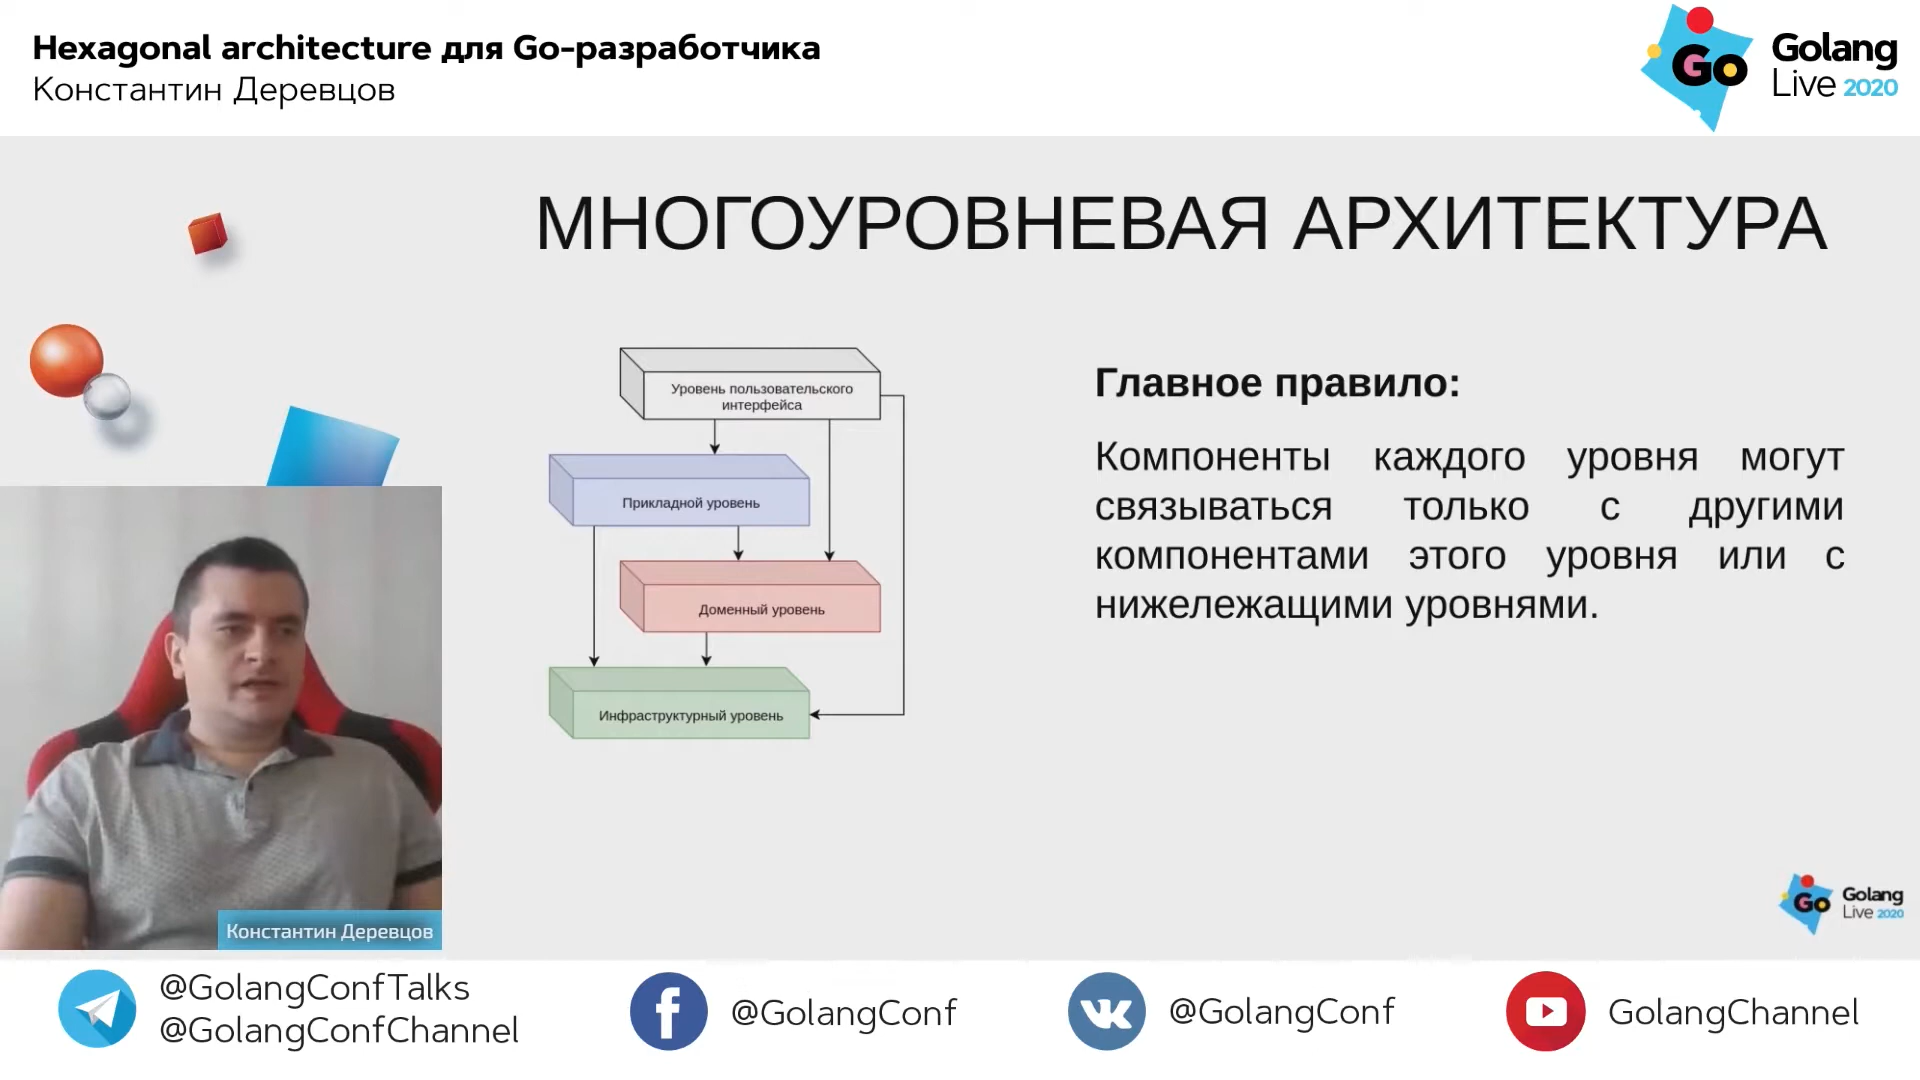 Hexagonal architecture для Go-разработчика
Константин Деревцов
Go
Golang
Live 2020
МНОГОУРОВНЕВАЯ АРХИТЕКТУРА
Уровень пользовательского
интерфейса
Прикладной уровень
Доменный уровень
Инфраструктурный уровень
Главное правило:
Компоненты каждого уровня могут
связываться только с другими
компонентами этого уровня или с
нижележащими уровнями.
Константин Деревцов
Go
Golang
Live 2020
@GolangConfTalks
@GolangConfChannel
@GolangConf
@GolangConf
GolangChannel